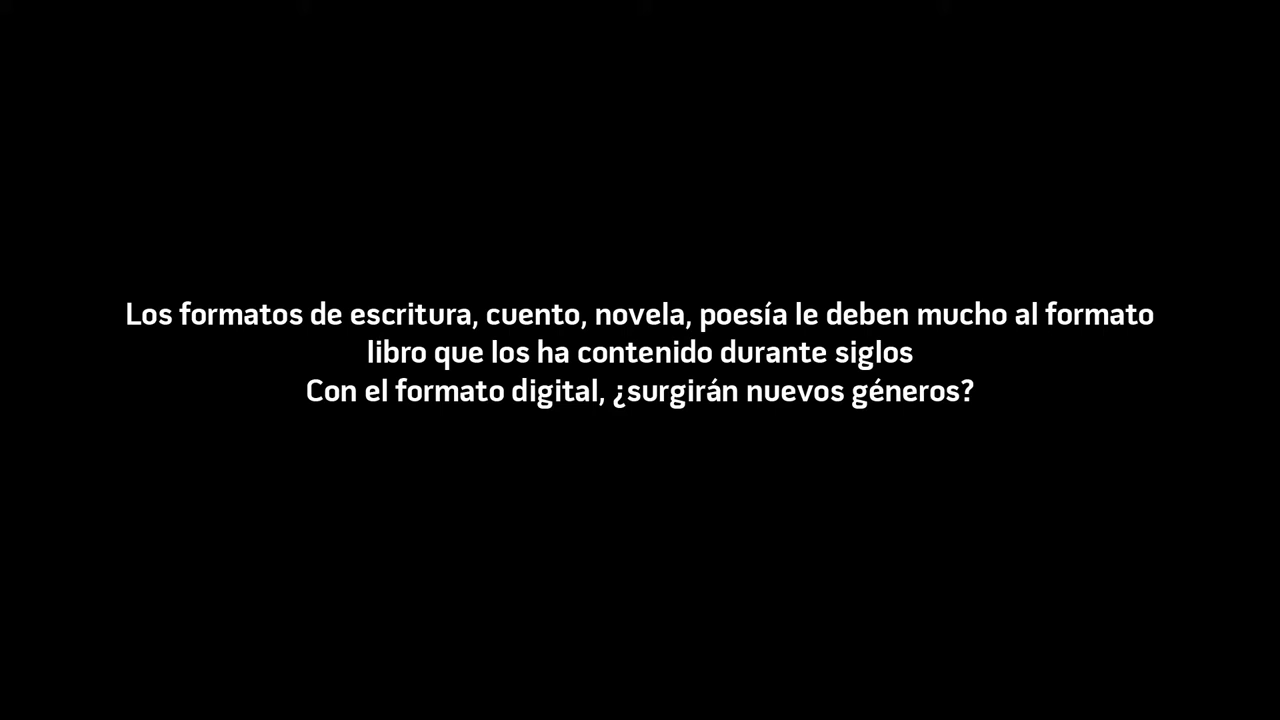 Los formatos de escritura, cuento, novela, poesía le deben mucho al formato
libro que los ha contenido durante siglos
Con el formato digital, ¿surgirán nuevos géneros?